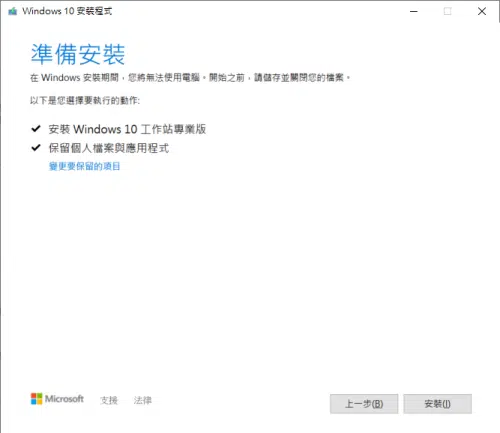 Windows 10 安裝程式
準備安裝
在 Windows 安裝期間，您將無法使用電腦。開始之前，請儲存並關閉您的檔案。
以下是您選擇要執行的動作:
安裝 Windows 10 工作站專業版
保留個人檔案與應用程式
變更要保留的項目
Microsoft 支援 法律 上一步(B) 安裝(I)